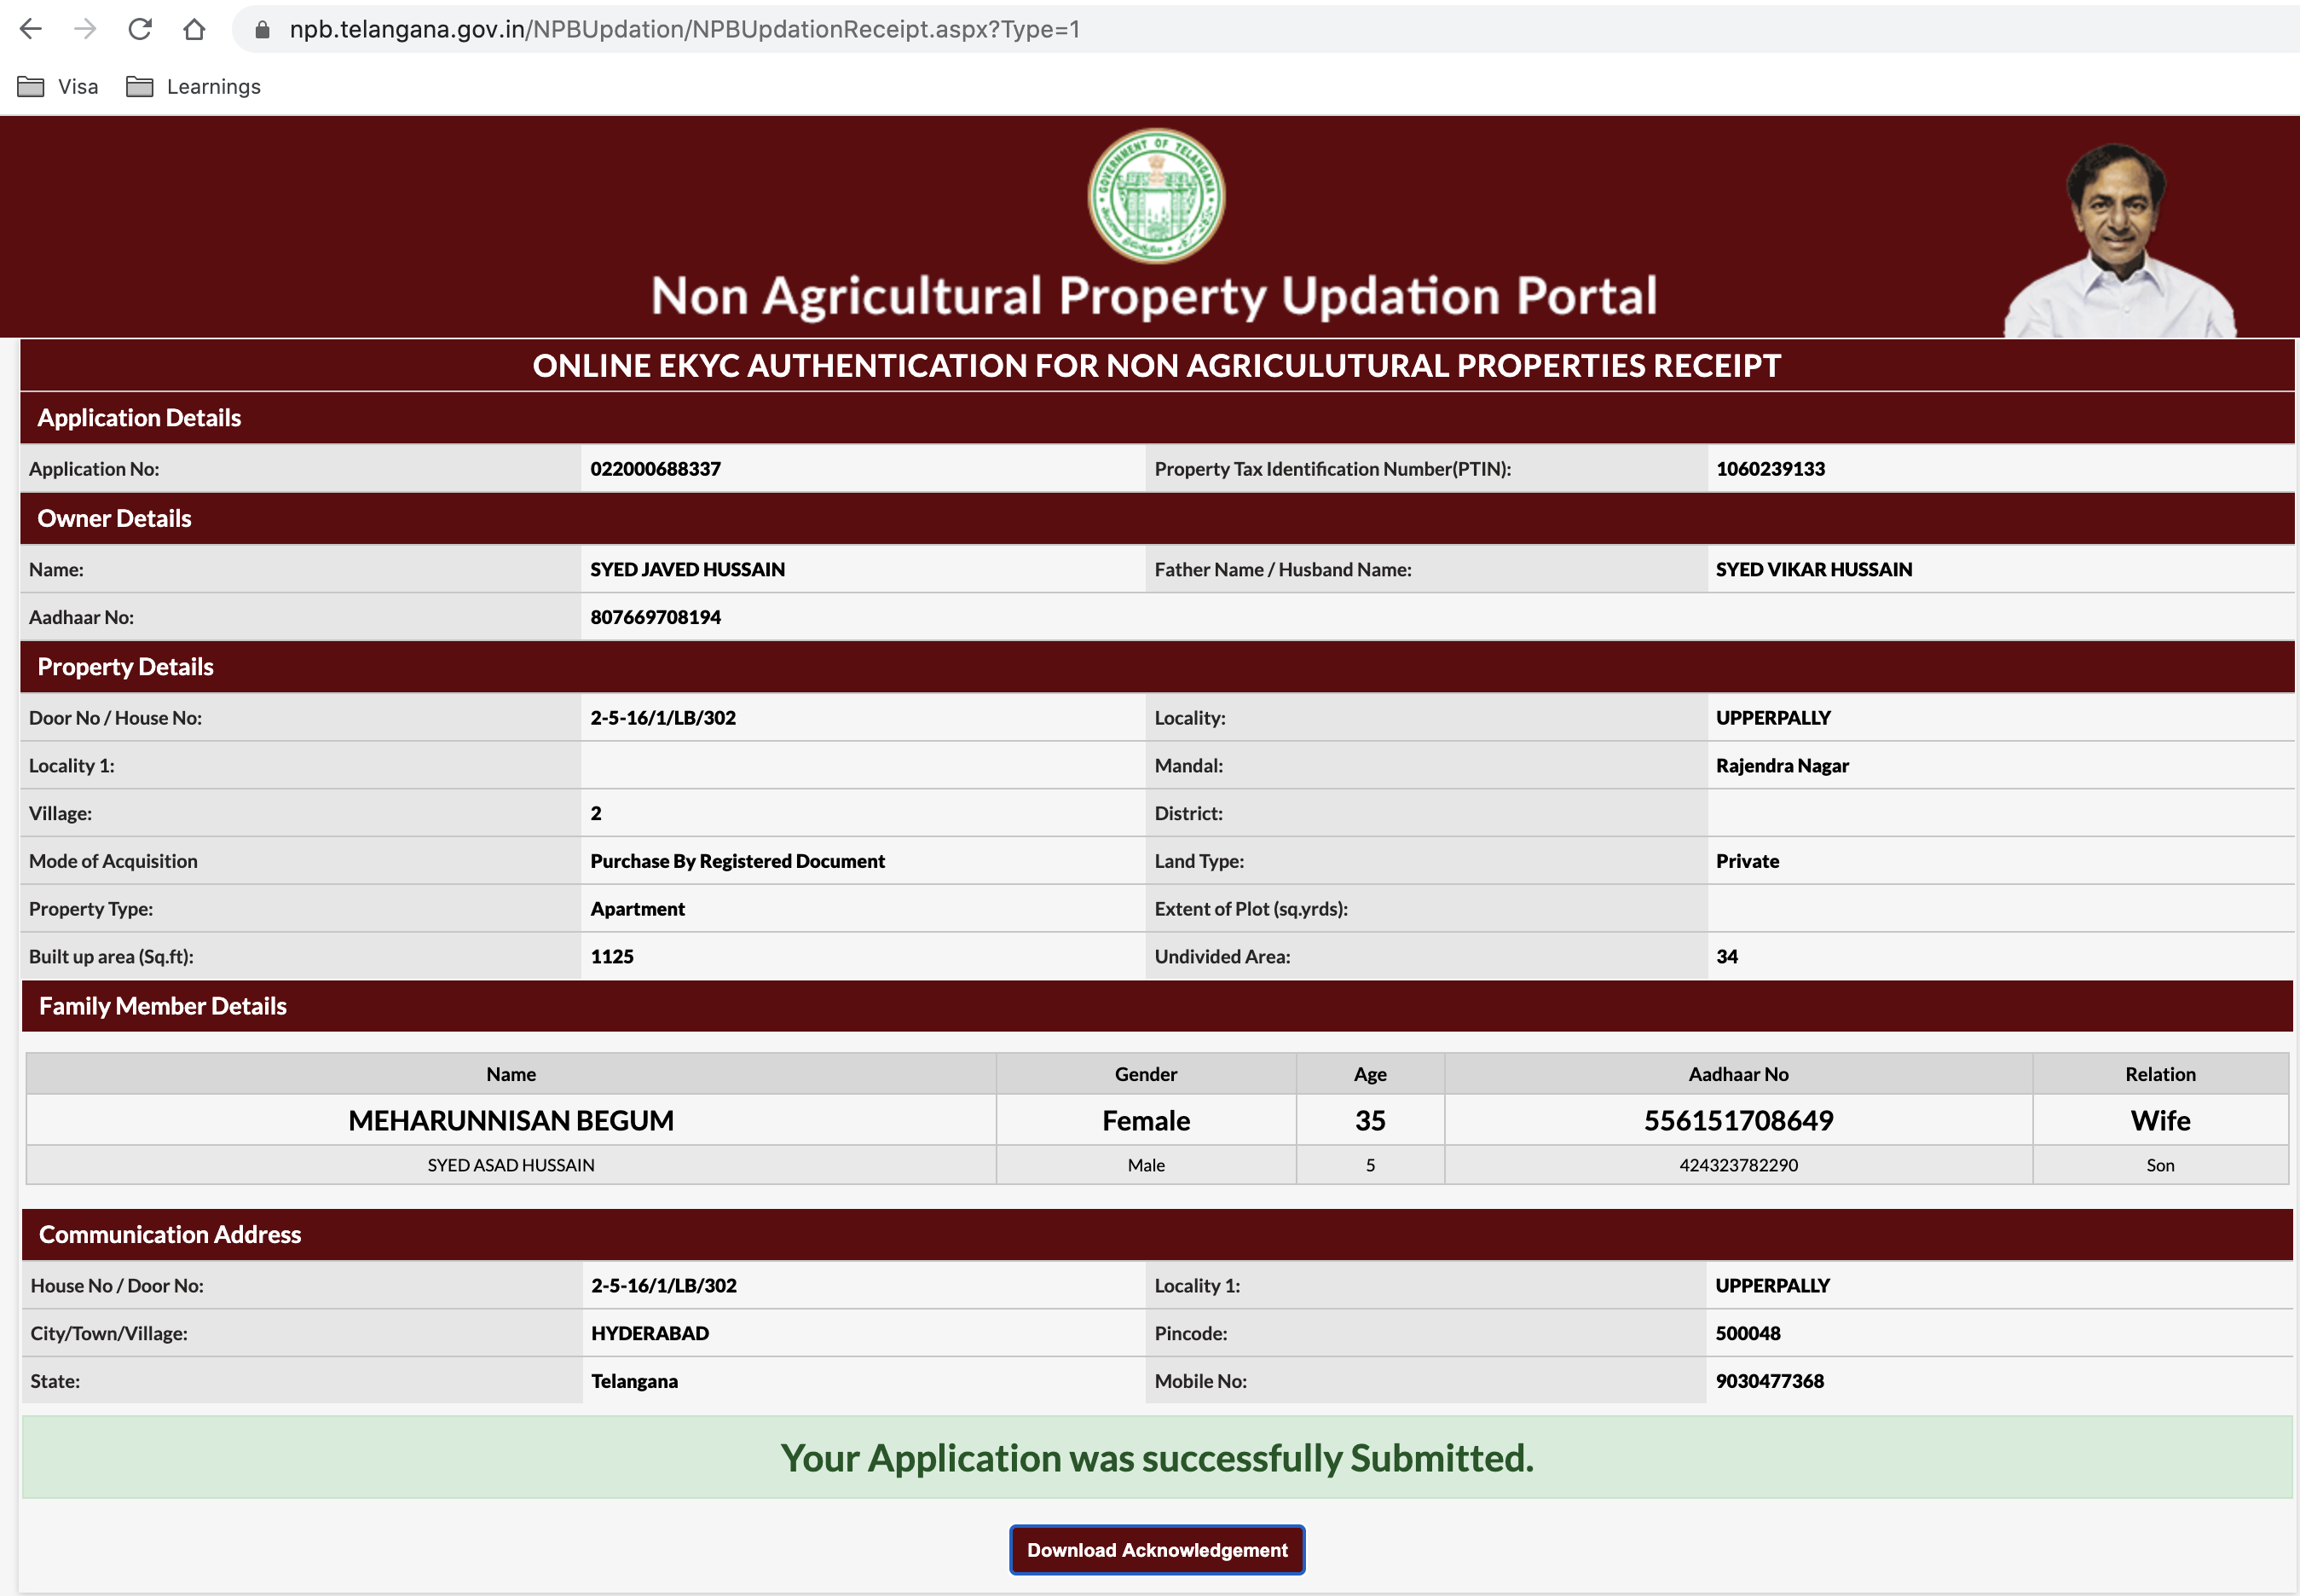 npb.telangana.gov.in/NPBUpdation/NPBUpdationReceipt.aspx?Type=1
Visa Learnings
GOVERNMENT OF TELANGANA
Non Agricultural Property Updation Portal
ONLINE EKYC AUTHENTICATION FOR NON AGRICULUTURAL PROPERTIES RECEIPT
Application Details
Application No: 022000688337 Property Tax Identification Number(PTIN): 1060239133
Owner Details
Name: SYED JAVED HUSSAIN Father Name / Husband Name: SYED VIKAR HUSSAIN
Aadhaar No: 807669708194
Property Details
Door No / House No: 2-5-16/1/LB/302 Locality: UPPERPALLY
Locality 1: Mandal: Rajendra Nagar
Village: 2 District:
Mode of Acquisition Purchase By Registered Document Land Type: Private
Property Type: Apartment Extent of Plot (sq.yrds):
Built up area (Sq.ft): 1125 Undivided Area: 34
Family Member Details
Name Gender Age Aadhaar No Relation
MEHARUNNISAN BEGUM Female 35 556151708649 Wife
SYED ASAD HUSSAIN Male 5 424323782290 Son
Communication Address
House No / Door No: 2-5-16/1/LB/302 Locality 1: UPPERPALLY
City/Town/Village: HYDERABAD Pincode: 500048
State: Telangana Mobile No: 9030477368
Your Application was successfully Submitted.
Download Acknowledgement